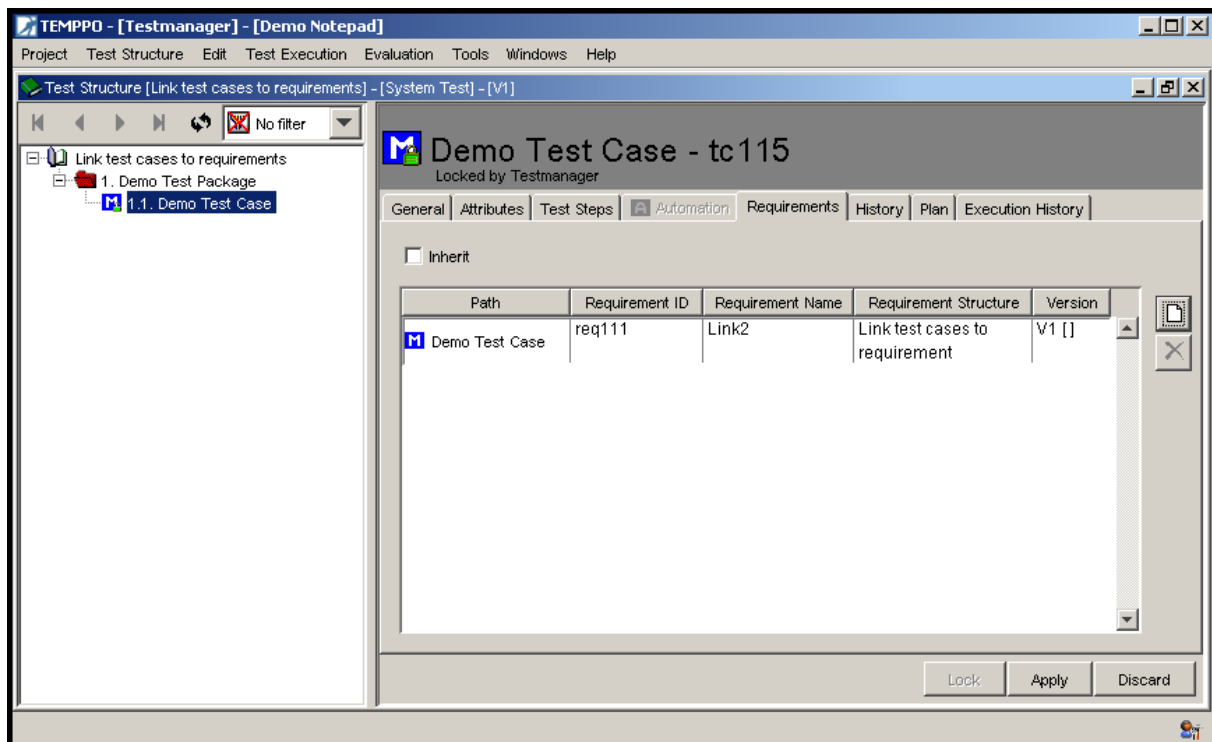 TEMPPO - [Testmanager] - [Demo Notepad]
Project Test Structure Edit Test Execution Evaluation Tools Windows Help
Test Structure [Link test cases to requirements] - [System Test] - [V1]
No filter
Link test cases to requirements
1. Demo Test Package
M 1.1. Demo Test Case
M Demo Test Case - tc115
Locked by Testmanager
General Attributes Test Steps A Automation Requirements History Plan Execution History
Inherit
Path Requirement ID Requirement Name Requirement Structure Version
M Demo Test Case req111 Link2 Link test cases to V1 []
requirement
Lock Apply Discard